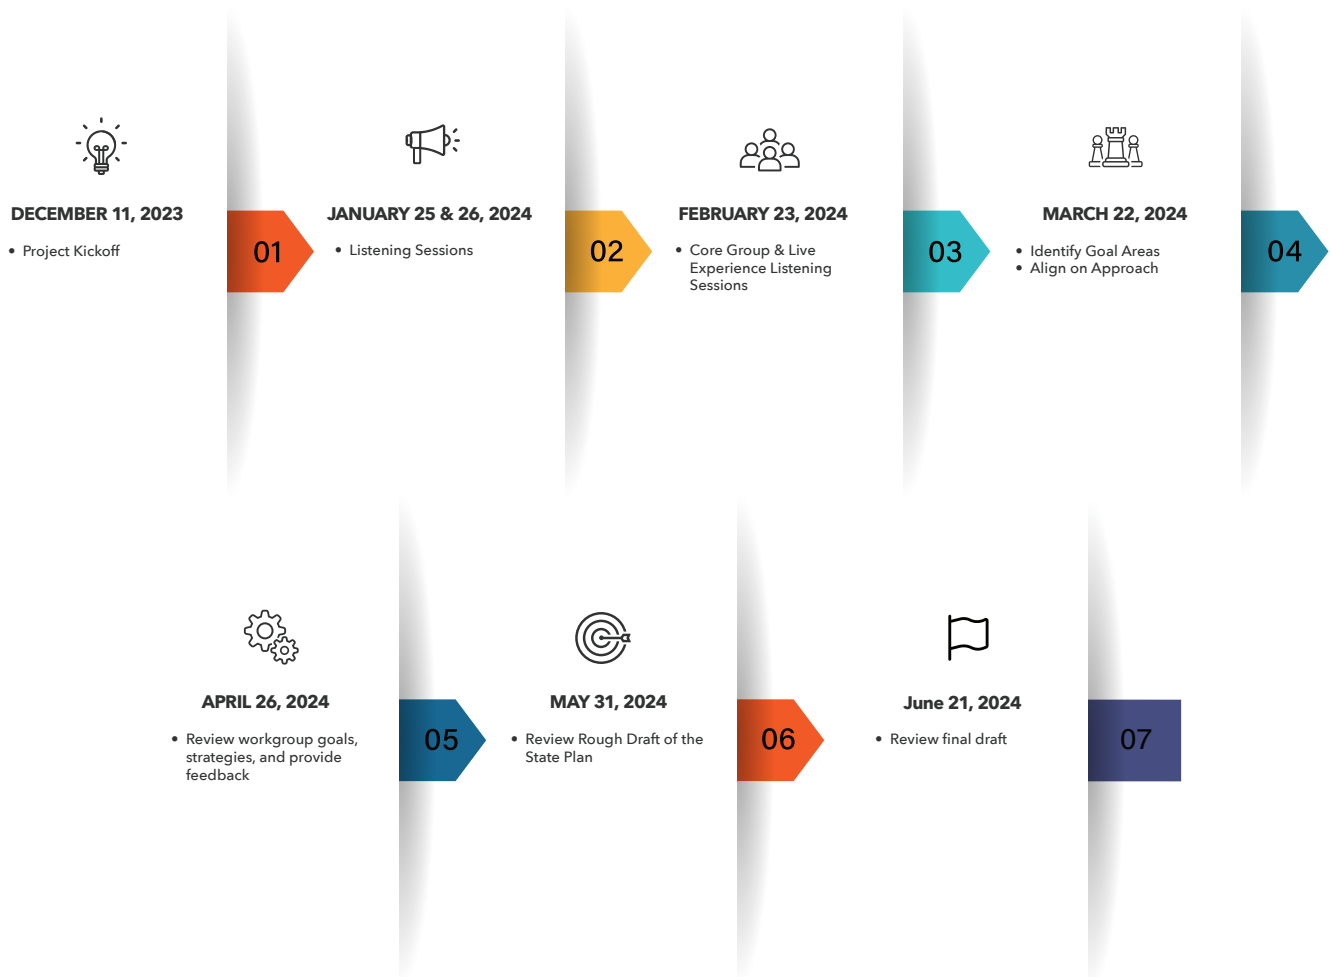 DECEMBER 11, 2023
• Project Kickoff
01
JANUARY 25 & 26, 2024
• Listening Sessions
02
FEBRUARY 23, 2024
• Core Group & Live
Experience Listening
Sessions
03
MARCH 22, 2024
• Identify Goal Areas
• Align on Approach
04
APRIL 26, 2024
• Review workgroup goals,
strategies, and provide
feedback
05
MAY 31, 2024
• Review Rough Draft of the
State Plan
06
June 21, 2024
• Review final draft
07